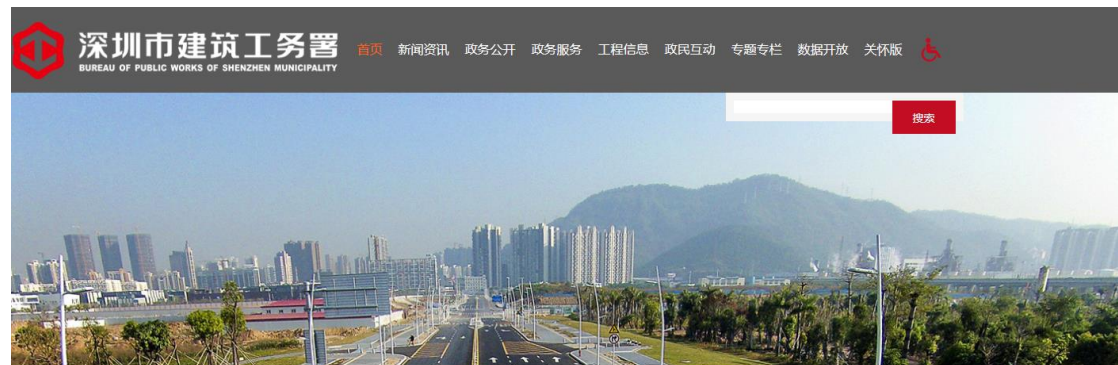 深圳市建筑工务署
BUREAU OF PUBLIC WORKS OF SHENZHEN MUNICIPALITY
首页 新闻资讯 政务公开 政务服务 工程信息 政民互动 专题专栏 数据开放 关怀版
搜索